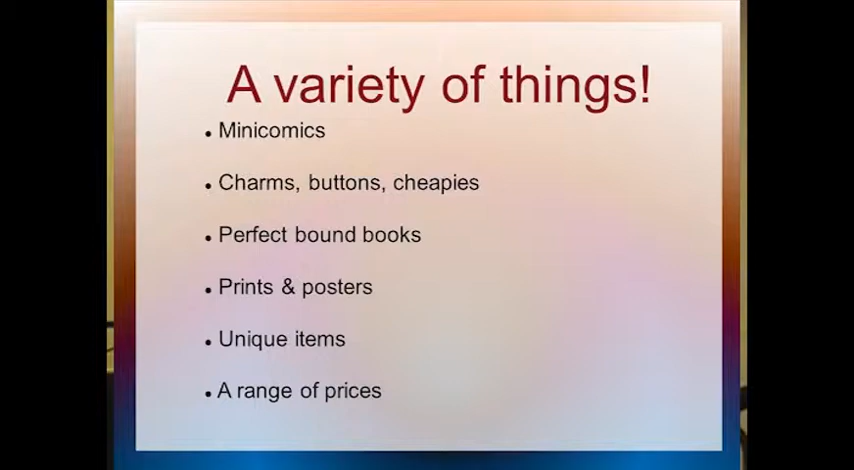 A variety of things!
• Minicomics
• Charms, buttons, cheapies
• Perfect bound books
• Prints & posters
• Unique items
• A range of prices